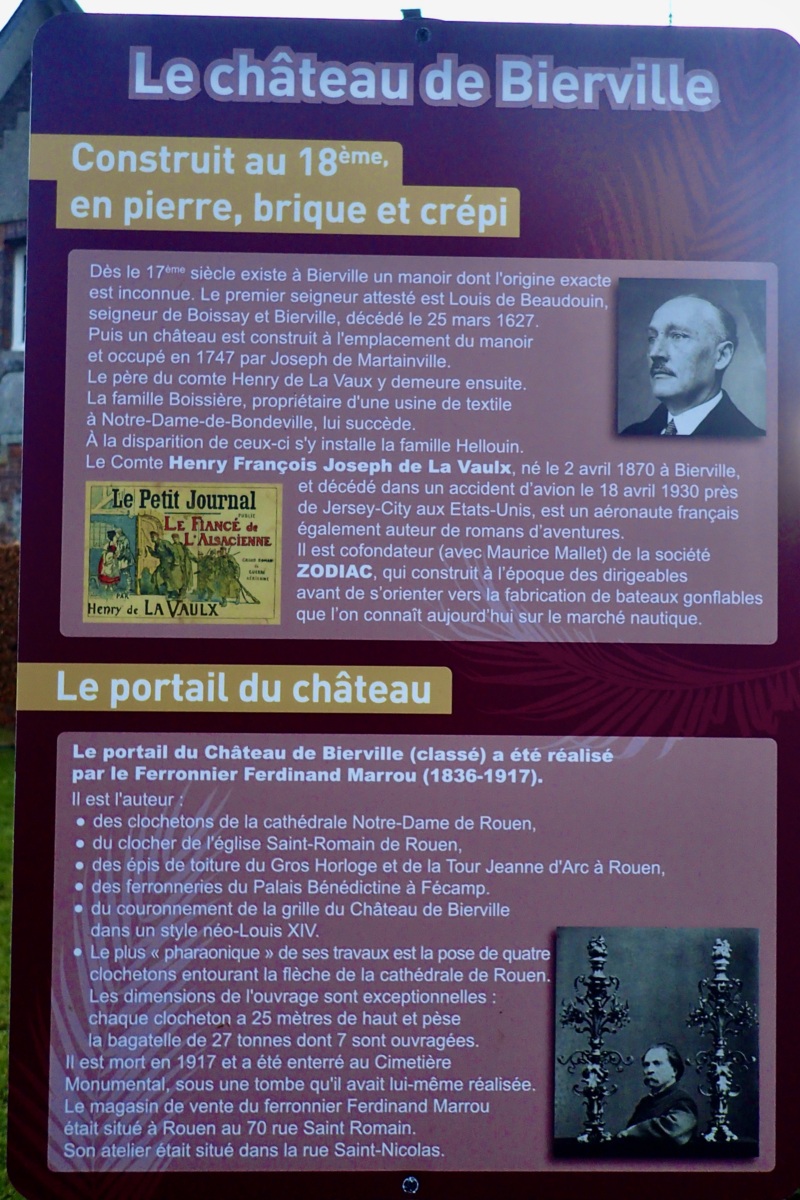 Le château de Bierville
Construit au 18ème,
en pierre, brique et crépi
Dès le 17ème siècle existe à Bierville un manoir dont l'origine exacte
est inconnue. Le premier seigneur attesté est Louis de Beaudouin,
seigneur de Boissay et Bierville, décédé le 25 mars 1627.
Puis un château est construit à l'emplacement du manoir
et occupé en 1747 par Joseph de Martainville.
Le père du comte Henry de La Vaux y demeure ensuite.
La famille Boissière, propriétaire d'une usine de textile
à Notre-Dame-de-Bondeville, lui succède.
À la disparition de ceux-ci s'y installe la famille Hellouin.
Le Comte Henry François Joseph de La Vaulx, né le 2 avril 1870 à Bierville,
et décédé dans un accident d'avion le 18 avril 1930 près
de Jersey-City aux Etats-Unis, est un aéronaute français
également auteur de romans d'aventures.
Il est cofondateur (avec Maurice Mallet) de la société
ZODIAC, qui construit à l'époque des dirigeables
avant de s'orienter vers la fabrication de bateaux gonflables
que l'on connaît aujourd'hui sur le marché nautique.
Le Petit Journal
PUBLIE
LE FIANCÉ de
L'ALSACIENNE
GRAND ROMAN
de
GUERRE
AÉRIENNE
PAR
Henry de LA VAULX
Le portail du château
Le portail du Château de Bierville (classé) a été réalisé
par le Ferronnier Ferdinand Marrou (1836-1917).
Il est l'auteur :
• des clochetons de la cathédrale Notre-Dame de Rouen,
• du clocher de l'église Saint-Romain de Rouen,
• des épis de toiture du Gros Horloge et de la Tour Jeanne d'Arc à Rouen,
• des ferronneries du Palais Bénédictine à Fécamp.
• du couronnement de la grille du Château de Bierville
dans un style néo-Louis XIV.
• Le plus « pharaonique » de ses travaux est la pose de quatre
clochetons entourant la flèche de la cathédrale de Rouen.
Les dimensions de l'ouvrage sont exceptionnelles :
chaque clocheton a 25 mètres de haut et pèse
la bagatelle de 27 tonnes dont 7 sont ouvragées.
Il est mort en 1917 et a été enterré au Cimetière
Monumental, sous une tombe qu'il avait lui-même réalisée.
Le magasin de vente du ferronnier Ferdinand Marrou
était situé à Rouen au 70 rue Saint Romain.
Son atelier était situé dans la rue Saint-Nicolas.